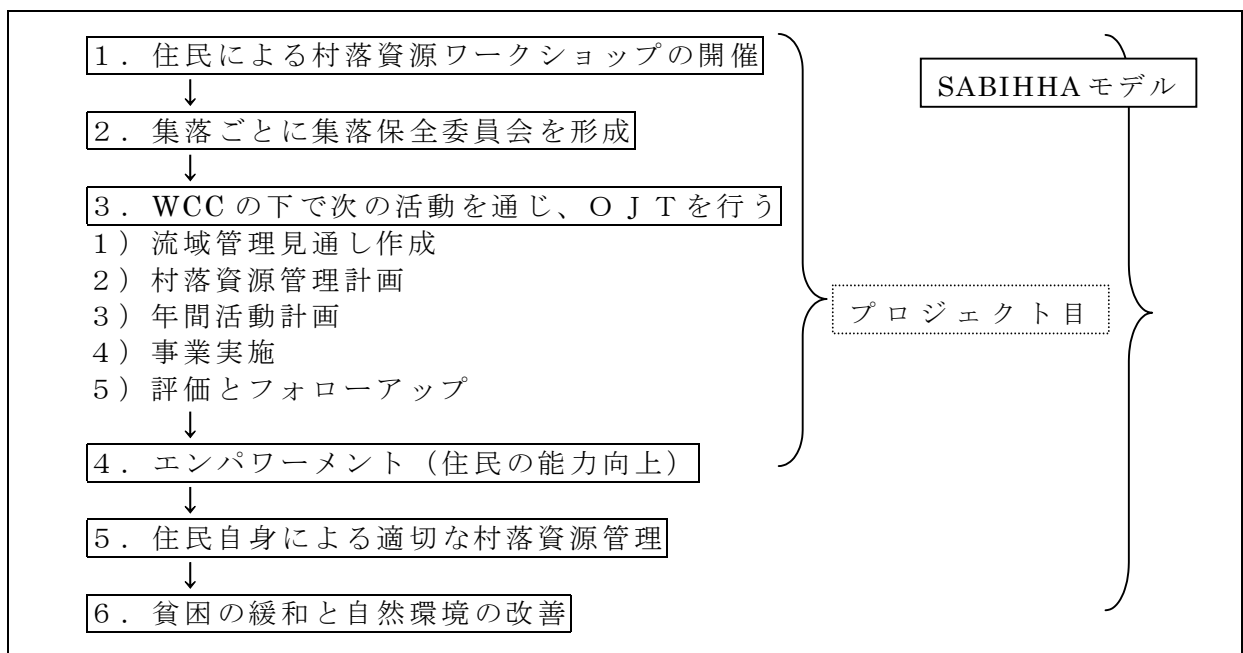 １．住民による村落資源ワークショップの開催
SABIHHAモデル
↓
２．集落ごとに集落保全委員会を形成
↓
３．WCCの下で次の活動を通じ、ＯＪＴを行う
１）流域管理見通し作成
２）村落資源管理計画
３）年間活動計画
プロジェクト目
４）事業実施
５）評価とフォローアップ
↓
４．エンパワーメント（住民の能力向上）
↓
５．住民自身による適切な村落資源管理
↓
６．貧困の緩和と自然環境の改善